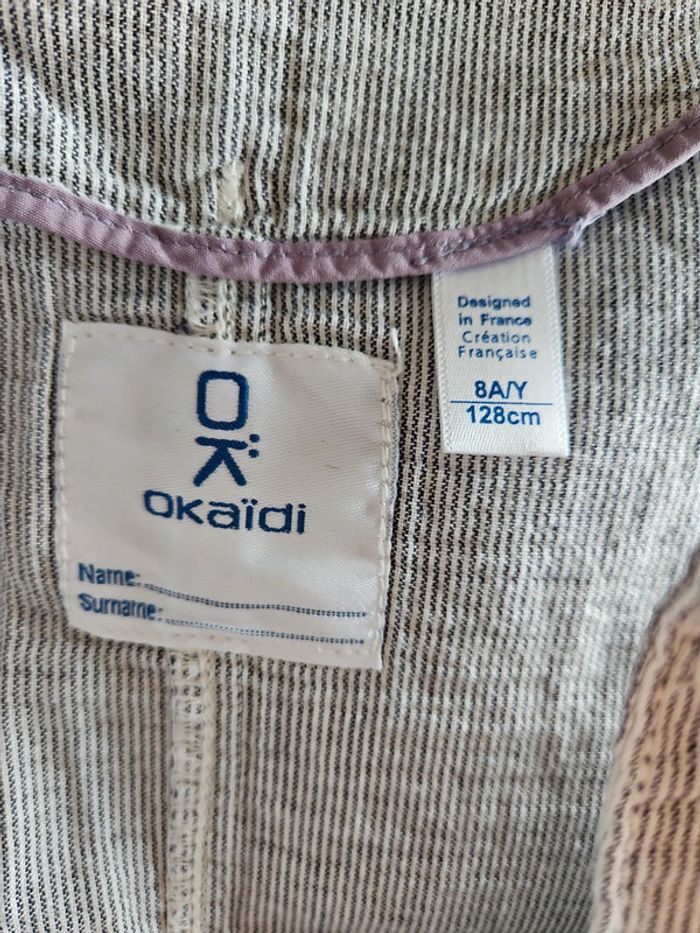 OK
OKaïdi
Name:
Surname:
Designed
in France
Création
Française
8A/Y
128cm